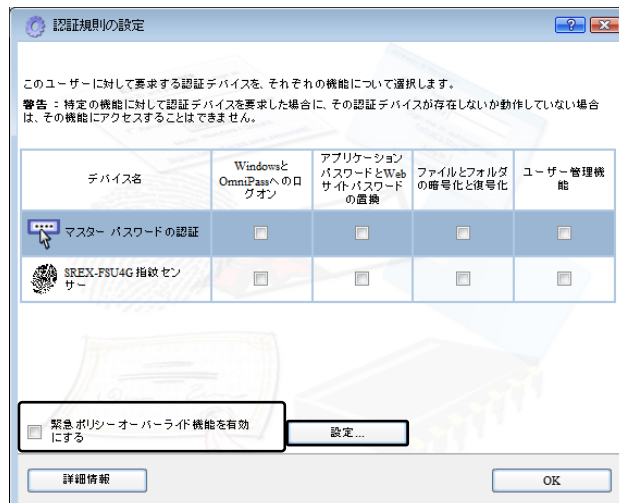 認証規則の設定
このユーザーに対して要求する認証デバイスを、それぞれの機能について選択します。
警告 : 特定の機能に対して認証デバイスを要求した場合に、その認証デバイスが存在しないか動作していない場合
は、その機能にアクセスすることはできません。
デバイス名
Windowsと
OmniPassへのロ
グオン
アプリケーション
パスワードとWeb
サイトパスワード
の置換
ファイルとフォルダ
の暗号化と復号化
ユーザー管理機
能
マスター パスワードの認証
SREX-FSU4G 指紋セン
サー
緊急ポリシーオーバーライド機能を有効
にする
設定...
詳細情報
OK